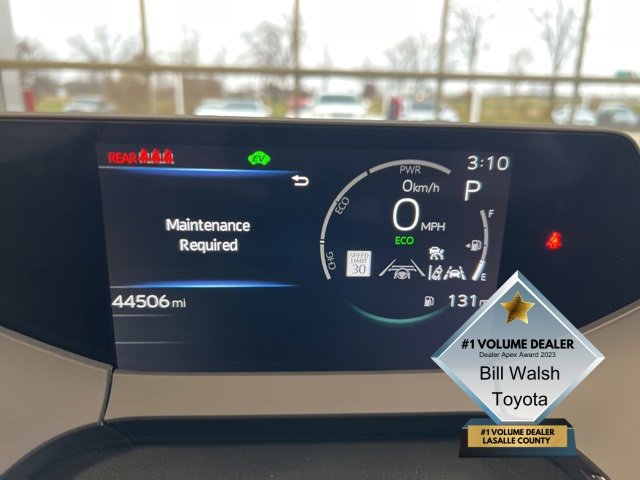 REAR
EV
3:10
PWR
0 km/h
P
ECO
0 MPH
F
Maintenance
Required
ECO
CHG
SPEED
LIMIT
30
E
44506 mi
131 m
#1 VOLUME DEALER
Dealer Apex Award 2023
Bill Walsh
Toyota
#1 VOLUME DEALER
LASALLE COUNTY